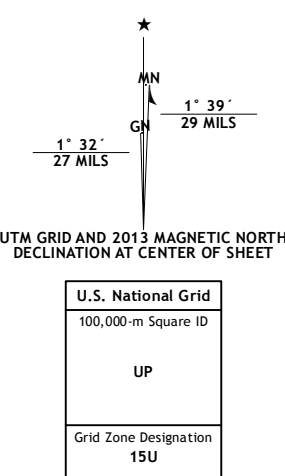 ★
MN
1° 39´
29 MILS
GN
1° 32´
27 MILS
UTM GRID AND 2013 MAGNETIC NORTH
DECLINATION AT CENTER OF SHEET
U.S. National Grid
100,000-m Square ID
UP
Grid Zone Designation
15U